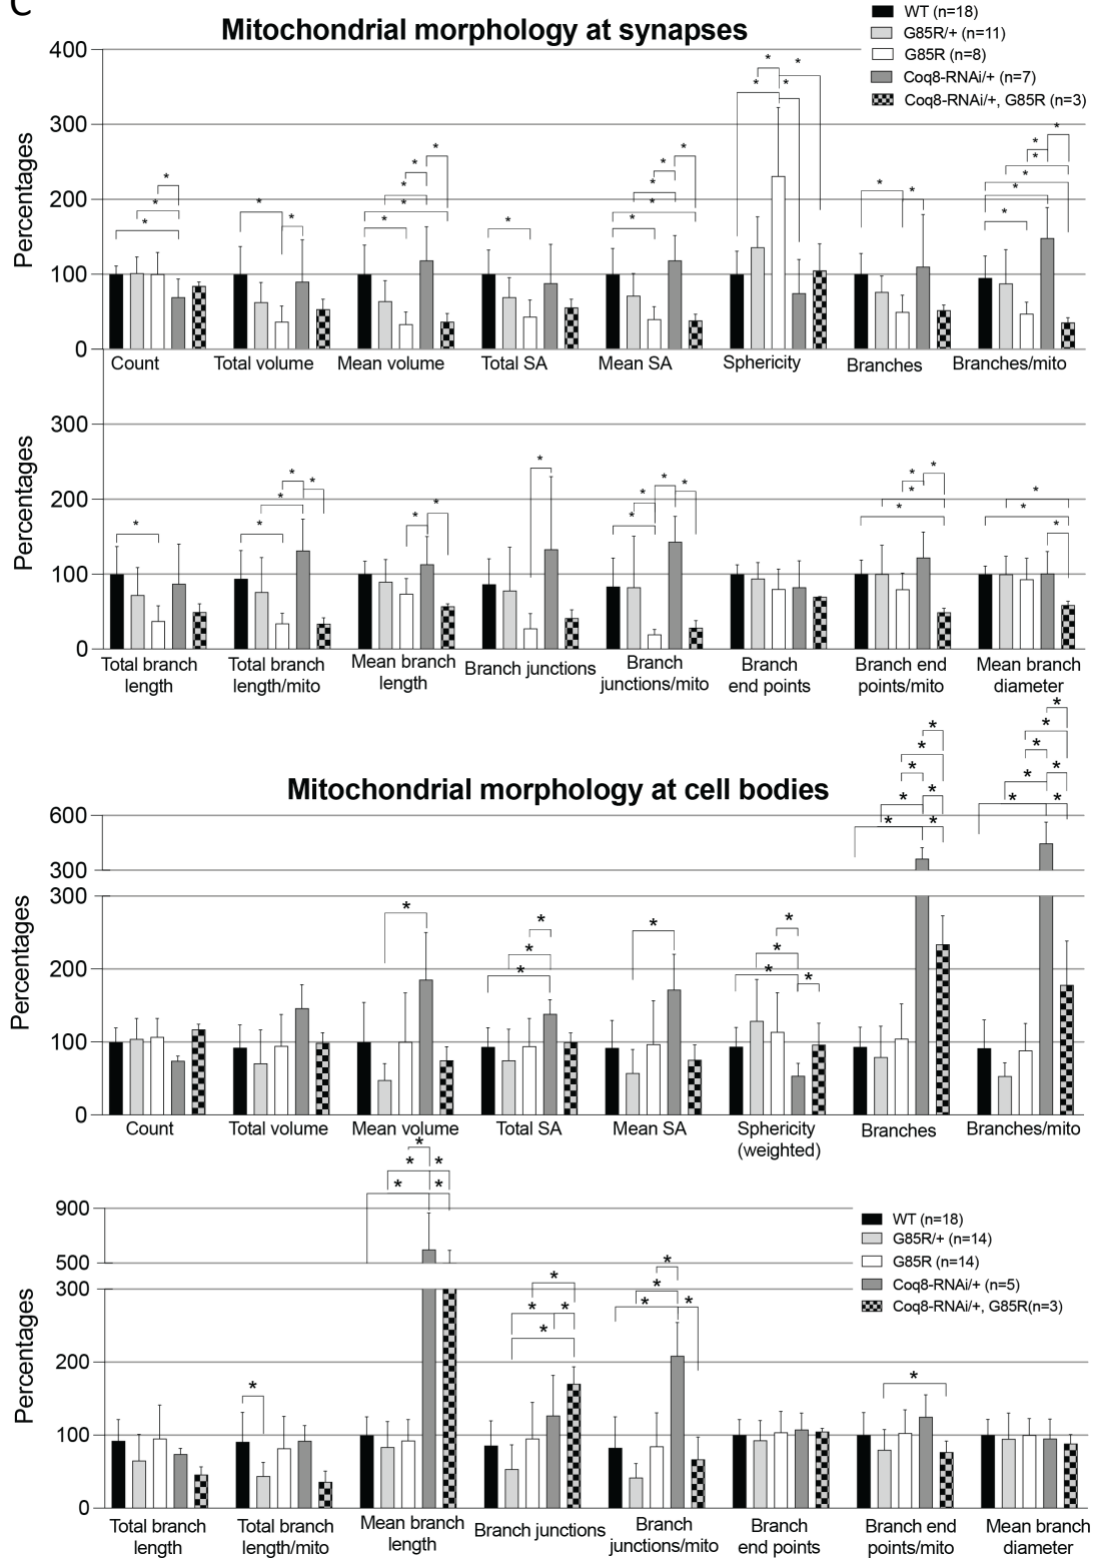 C
Mitochondrial morphology at synapses
WT (n=18)
G85R/+ (n=11)
G85R (n=8)
Coq8-RNAi/+ (n=7)
Coq8-RNAi/+, G85R (n=3)
Percentages
400
300
200
100
0
* * * * * * * * * * * * * * * * * * * * * * * * * * * * * * *
Count Total volume Mean volume Total SA Mean SA Sphericity Branches Branches/mito
Percentages
300
200
100
0
* * * * * * * * * * * * * * * * * * *
Total branch Total branch Mean branch Branch junctions Branch Branch Branch end Mean branch
length length/mito length junctions/mito end points points/mito diameter
Mitochondrial morphology at cell bodies
Percentages
600
300
300
200
100
0
* * * * * * * * * * * * * * * * * * * * * * *
Count Total volume Mean volume Total SA Mean SA Sphericity Branches Branches/mito
(weighted)
WT (n=18)
G85R/+ (n=14)
G85R (n=14)
Coq8-RNAi/+ (n=5)
Coq8-RNAi/+, G85R(n=3)
Percentages
900
500
300
200
100
0
* * * * * * * * * * * * * * *
Total branch Total branch Mean branch Branch junctions Branch Branch Branch end Mean branch
length length/mito length junctions/mito end points points/mito diameter